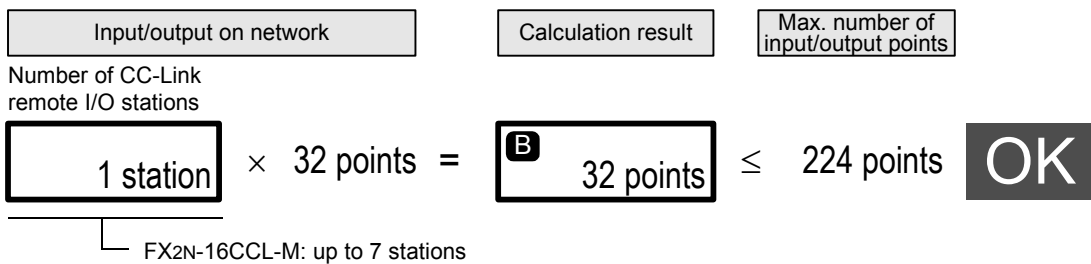 Input/output on network
Calculation result
Max. number of
input/output points
Number of CC-Link
remote I/O stations
1 station × 32 points = B 32 points ≤ 224 points OK
FX2N-16CCL-M: up to 7 stations